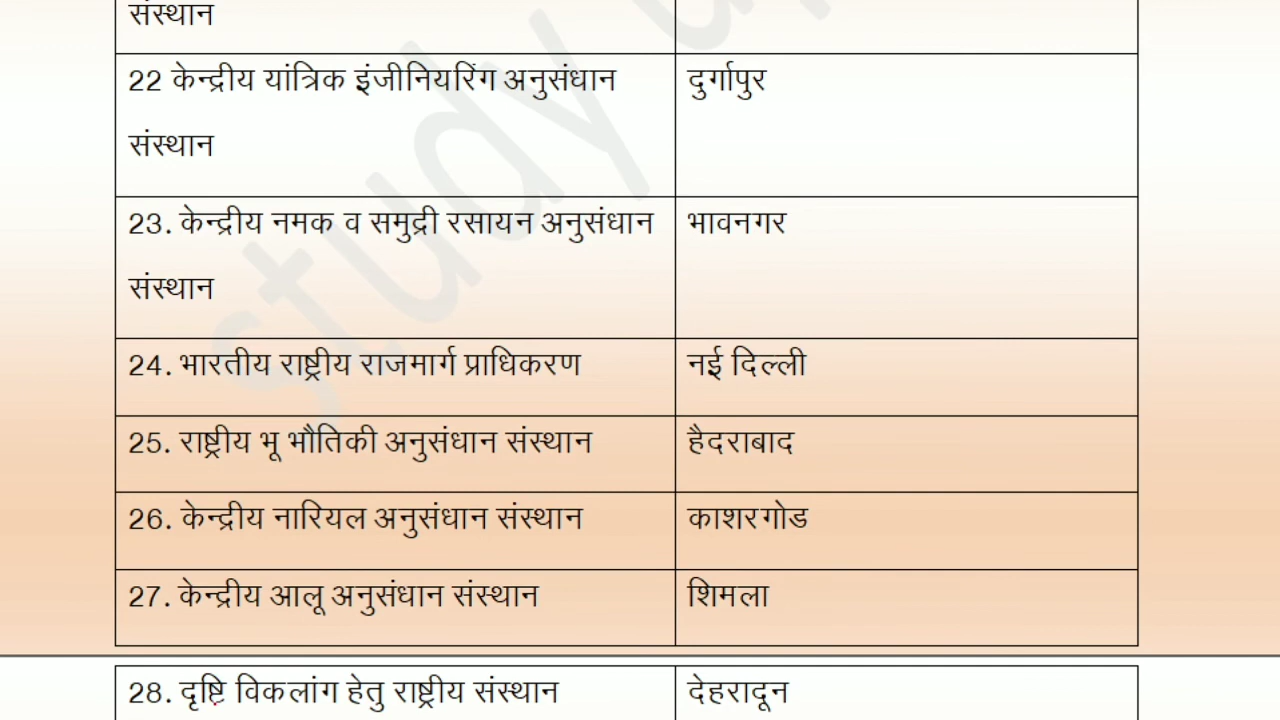 संस्थान
22 केन्द्रीय यांत्रिक इंजीनियरिंग अनुसंधान
संस्थान
दुर्गापुर
23. केन्द्रीय नमक व समुद्री रसायन अनुसंधान
संस्थान
भावनगर
24. भारतीय राष्ट्रीय राजमार्ग प्राधिकरण
नई दिल्ली
25. राष्ट्रीय भू भौतिकी अनुसंधान संस्थान
हैदराबाद
26. केन्द्रीय नारियल अनुसंधान संस्थान
काशरगोड
27. केन्द्रीय आलू अनुसंधान संस्थान
शिमला
28. दृष्टि विकलांग हेतु राष्ट्रीय संस्थान
देहरादून
study